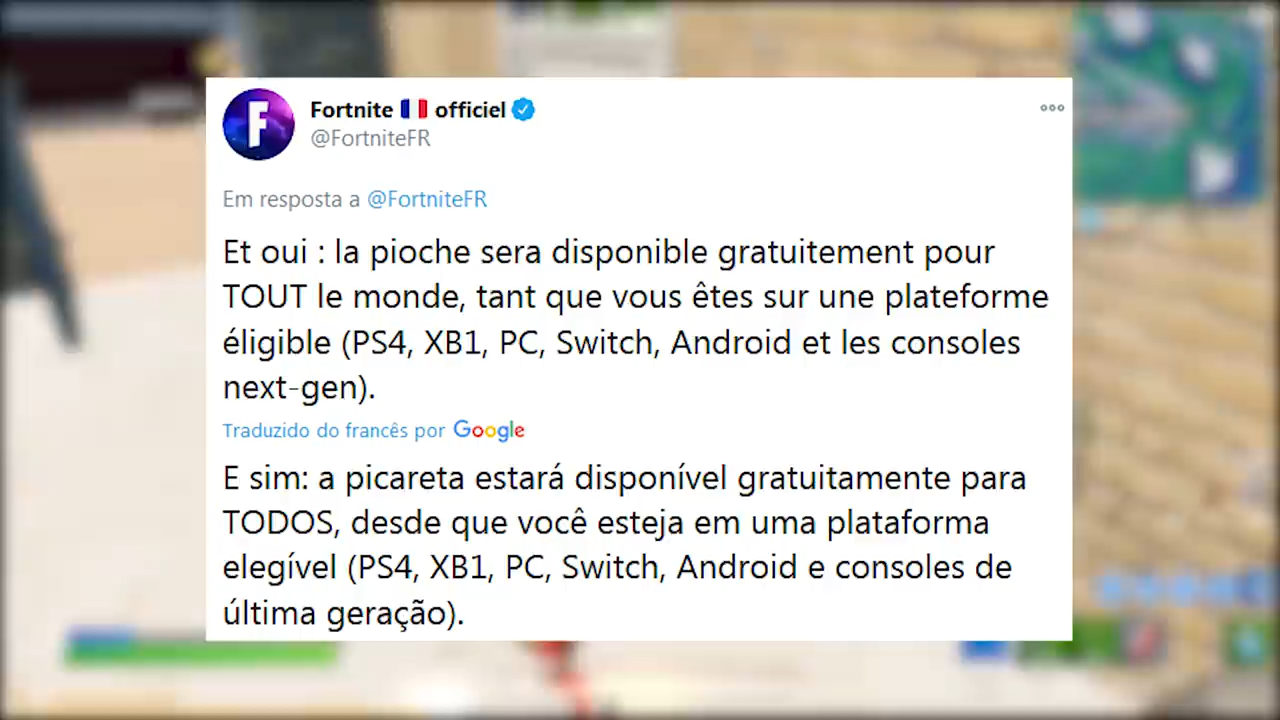 Fortnite 🇫🇷 officiel
@FortniteFR
Em resposta a @FortniteFR
Et oui : la pioche sera disponible gratuitement pour
TOUT le monde, tant que vous êtes sur une plateforme
éligible (PS4, XB1, PC, Switch, Android et les consoles
next-gen).
Traduzido do francês por Google
E sim: a picareta estará disponível gratuitamente para
TODOS, desde que você esteja em uma plataforma
elegível (PS4, XB1, PC, Switch, Android e consoles de
última geração).